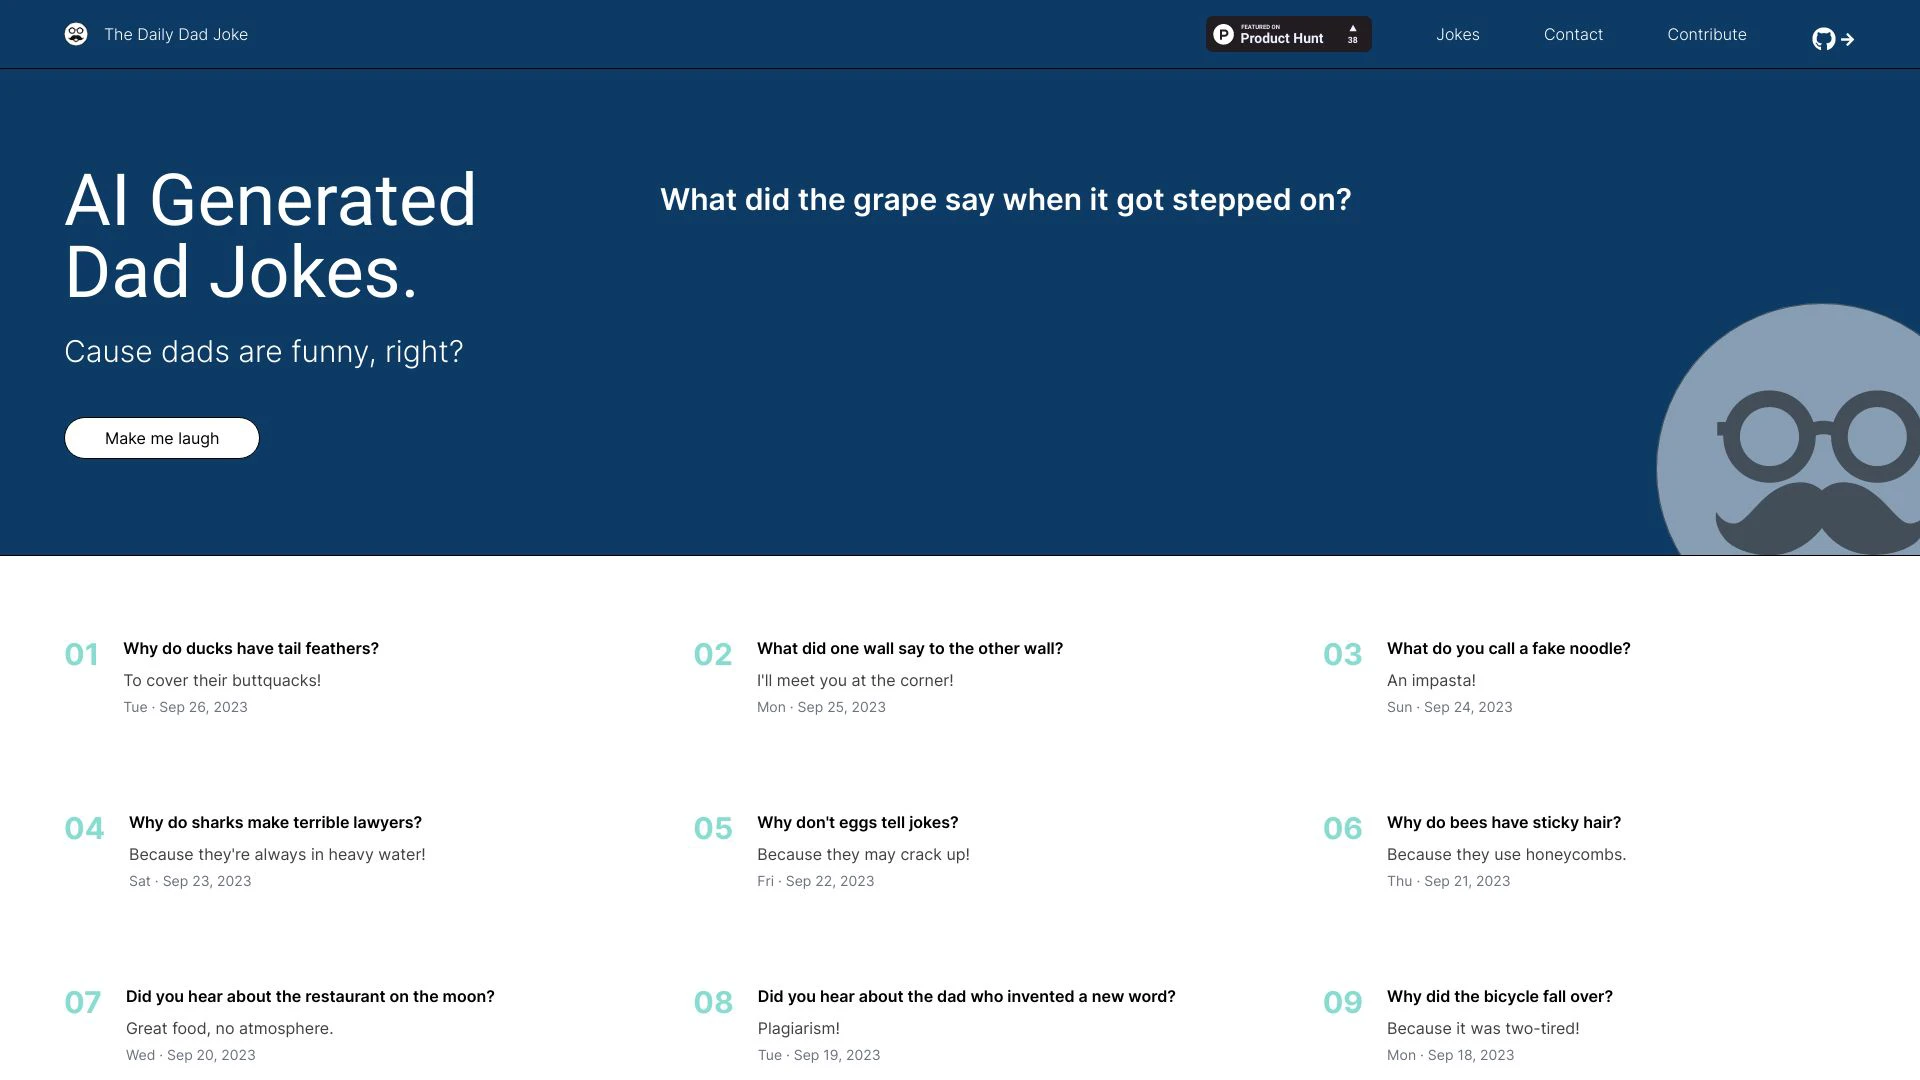 The Daily Dad Joke
FEATURED ON
Product Hunt
38
Jokes
Contact
Contribute
AI Generated
Dad Jokes.
Cause dads are funny, right?
Make me laugh
What did the grape say when it got stepped on?
01
Why do ducks have tail feathers?
To cover their buttquacks!
Tue · Sep 26, 2023
02
What did one wall say to the other wall?
I'll meet you at the corner!
Mon · Sep 25, 2023
03
What do you call a fake noodle?
An impasta!
Sun · Sep 24, 2023
04
Why do sharks make terrible lawyers?
Because they're always in heavy water!
Sat · Sep 23, 2023
05
Why don't eggs tell jokes?
Because they may crack up!
Fri · Sep 22, 2023
06
Why do bees have sticky hair?
Because they use honeycombs.
Thu · Sep 21, 2023
07
Did you hear about the restaurant on the moon?
Great food, no atmosphere.
Wed · Sep 20, 2023
08
Did you hear about the dad who invented a new word?
Plagiarism!
Tue · Sep 19, 2023
09
Why did the bicycle fall over?
Because it was two-tired!
Mon · Sep 18, 2023